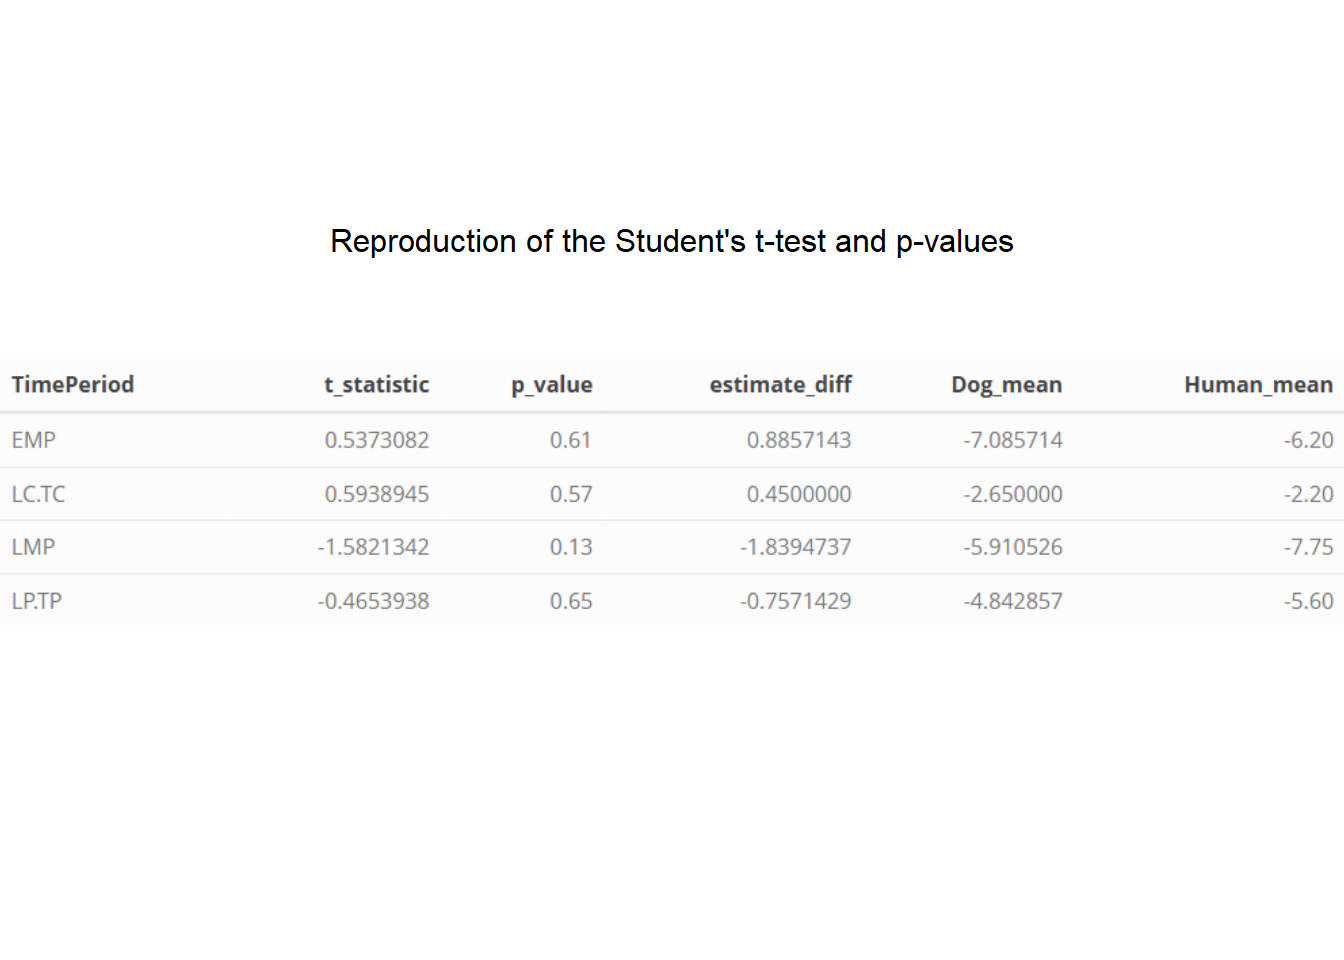 Reproduction of the Student's t-test and p-values
TimePeriod t_statistic p_value estimate_diff Dog_mean Human_mean
EMP 0.5373082 0.61 0.8857143 -7.085714 -6.20
LC.TC 0.5938945 0.57 0.4500000 -2.650000 -2.20
LMP -1.5821342 0.13 -1.8394737 -5.910526 -7.75
LP.TP -0.4653938 0.65 -0.7571429 -4.842857 -5.60